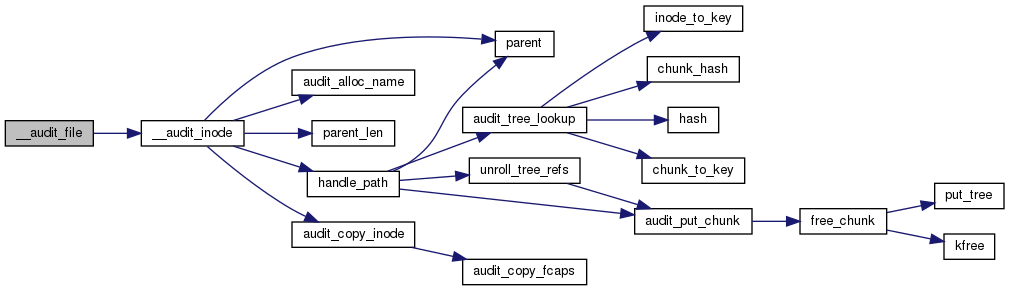 __audit_file
__audit_inode
parent
audit_alloc_name
parent_len
handle_path
audit_copy_inode
audit_tree_lookup
unroll_tree_refs
audit_copy_fcaps
inode_to_key
chunk_hash
hash
chunk_to_key
audit_put_chunk
free_chunk
put_tree
kfree